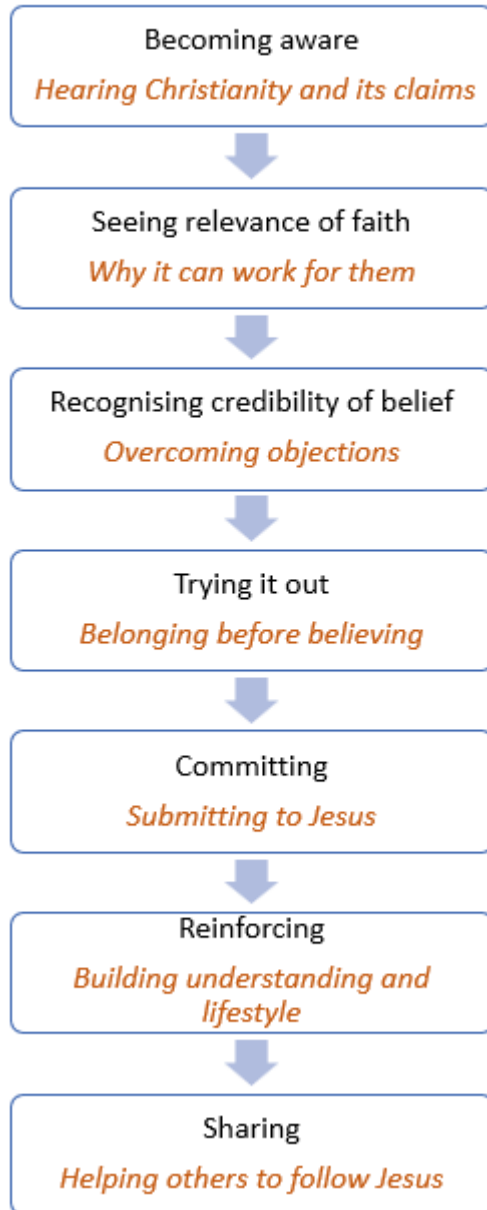 Becoming aware
Hearing Christianity and its claims
Seeing relevance of faith
Why it can work for them
Recognising credibility of belief
Overcoming objections
Trying it out
Belonging before believing
Committing
Submitting to Jesus
Reinforcing
Building understanding and
lifestyle
Sharing
Helping others to follow Jesus